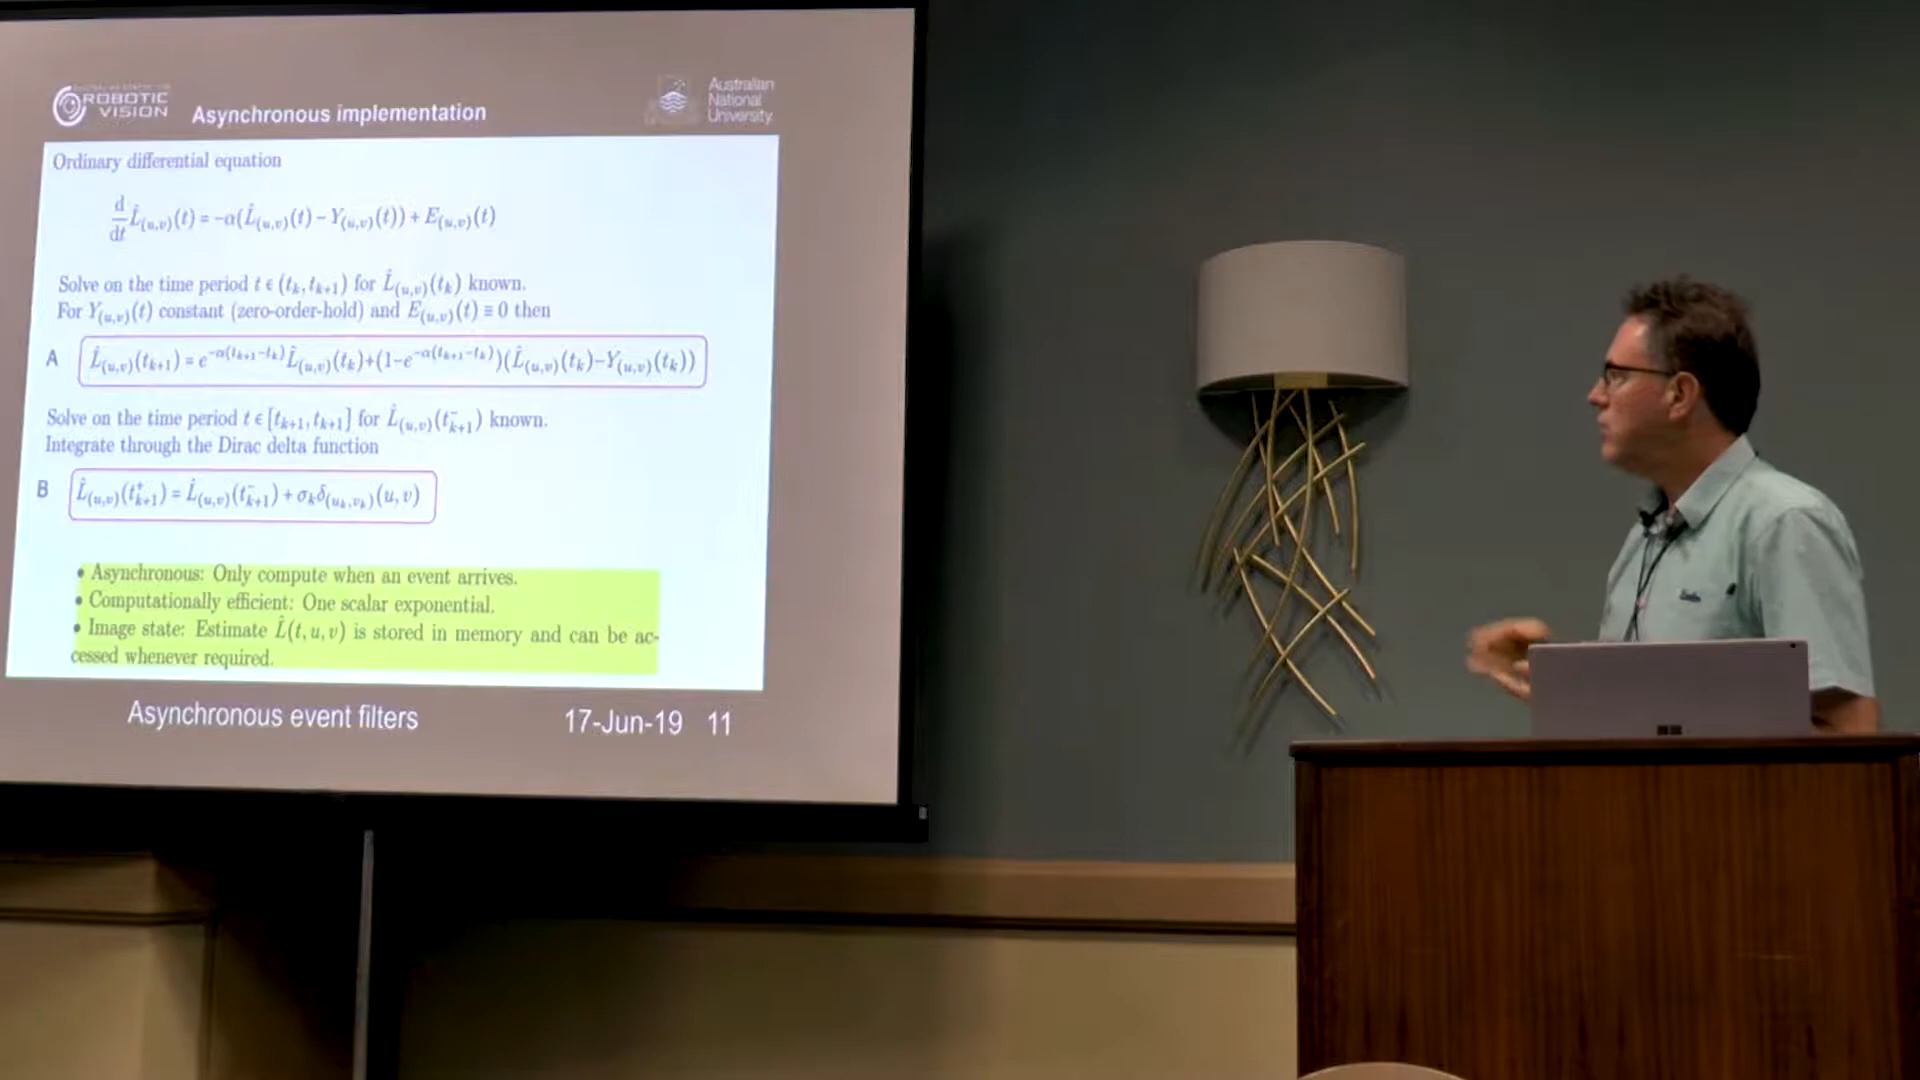 ROBOTIC
VISION
Asynchronous implementation
Australian
National
University
Ordinary differential equation
d/dt L̂(u,v)(t) = −α(L̂(u,v)(t) − Y(u,v)(t)) + E(u,v)(t)
Solve on the time period t ∈ (tk, tk+1) for L̂(u,v)(tk) known.
For Y(u,v)(t) constant (zero-order-hold) and E(u,v)(t) ≡ 0 then
A L̂(u,v)(tk+1) = e^−α(tk+1−tk) L̂(u,v)(tk)+(1−e^−α(tk+1−tk))(L̂(u,v)(tk)−Y(u,v)(tk))
Solve on the time period t ∈ [tk+1, tk+1] for L̂(u,v)(t⁻k+1) known.
Integrate through the Dirac delta function
B L̂(u,v)(t⁺k+1) = L̂(u,v)(t⁻k+1) + σkδ(uk,vk)(u, v)
• Asynchronous: Only compute when an event arrives.
• Computationally efficient: One scalar exponential.
• Image state: Estimate L̂(t, u, v) is stored in memory and can be ac-
cessed whenever required.
Asynchronous event filters 17-Jun-19 11